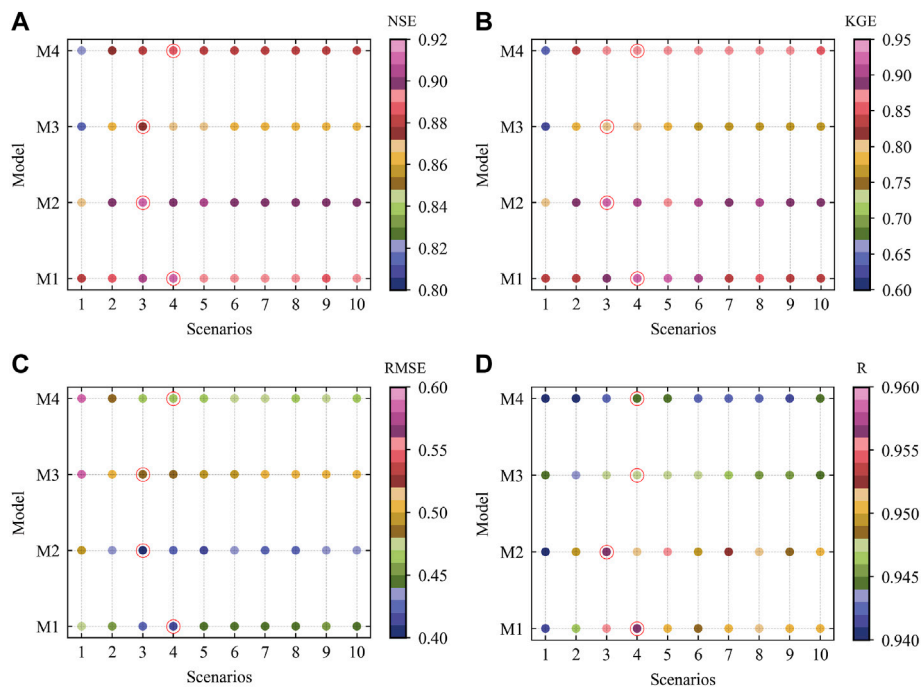 A
NSE
M4
M3
M2
M1
Model
1 2 3 4 5 6 7 8 9 10
Scenarios
0.92
0.90
0.88
0.86
0.84
0.82
0.80
B
KGE
M4
M3
M2
M1
Model
1 2 3 4 5 6 7 8 9 10
Scenarios
0.95
0.90
0.85
0.80
0.75
0.70
0.65
0.60
C
RMSE
M4
M3
M2
M1
Model
1 2 3 4 5 6 7 8 9 10
Scenarios
0.60
0.55
0.50
0.45
0.40
D
R
M4
M3
M2
M1
Model
1 2 3 4 5 6 7 8 9 10
Scenarios
0.960
0.955
0.950
0.945
0.940